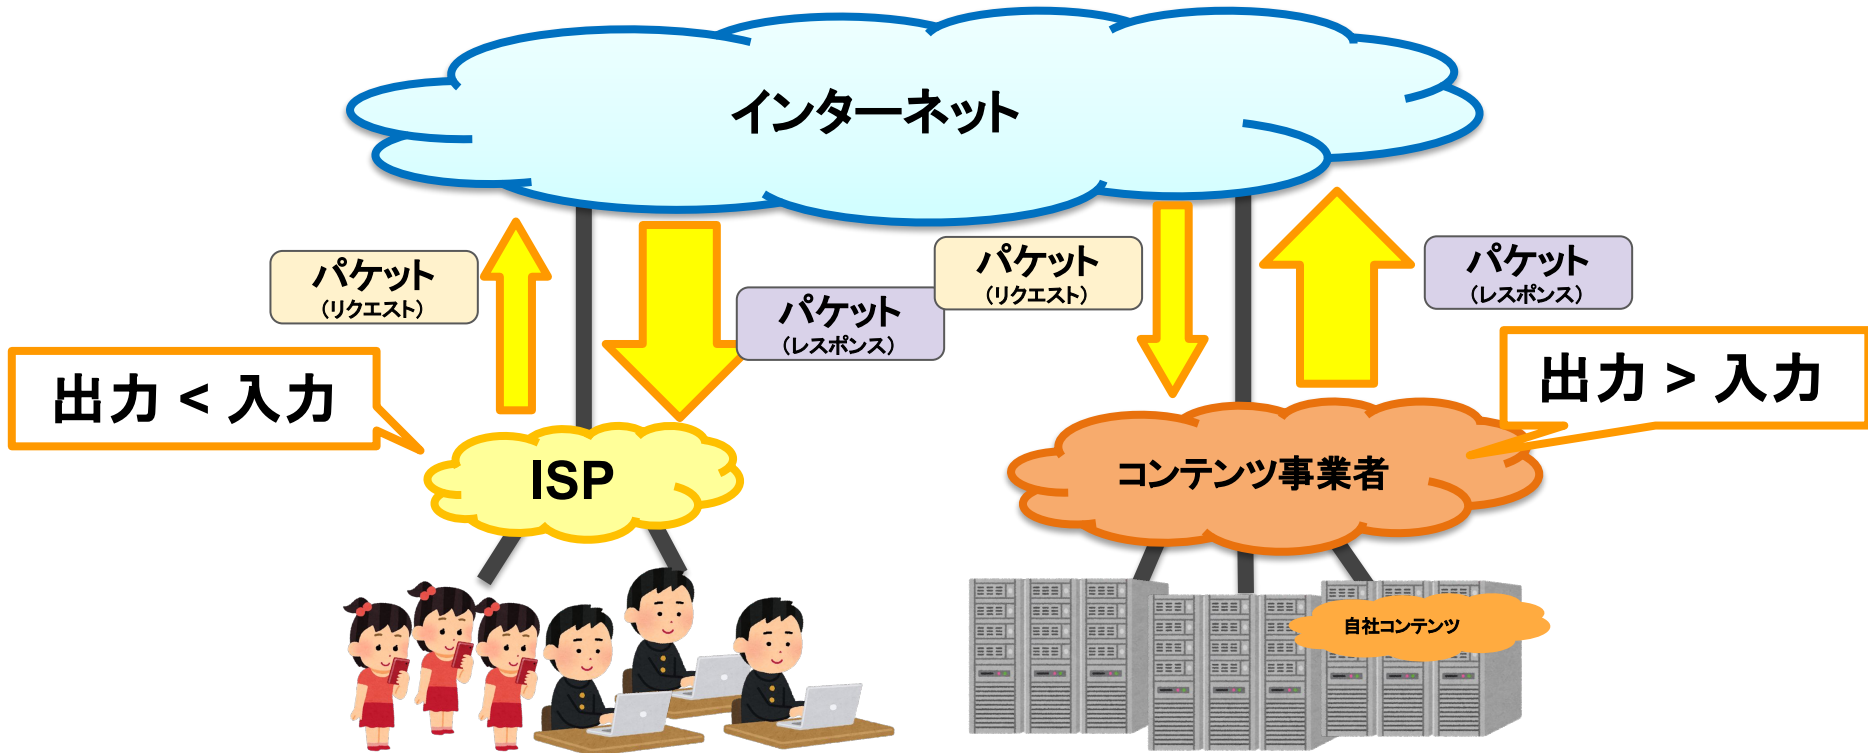 インターネット
パケット
(リクエスト)
パケット
(レスポンス)
パケット
(リクエスト)
パケット
(レスポンス)
出力 < 入力
出力 > 入力
ISP
コンテンツ事業者
自社コンテンツ